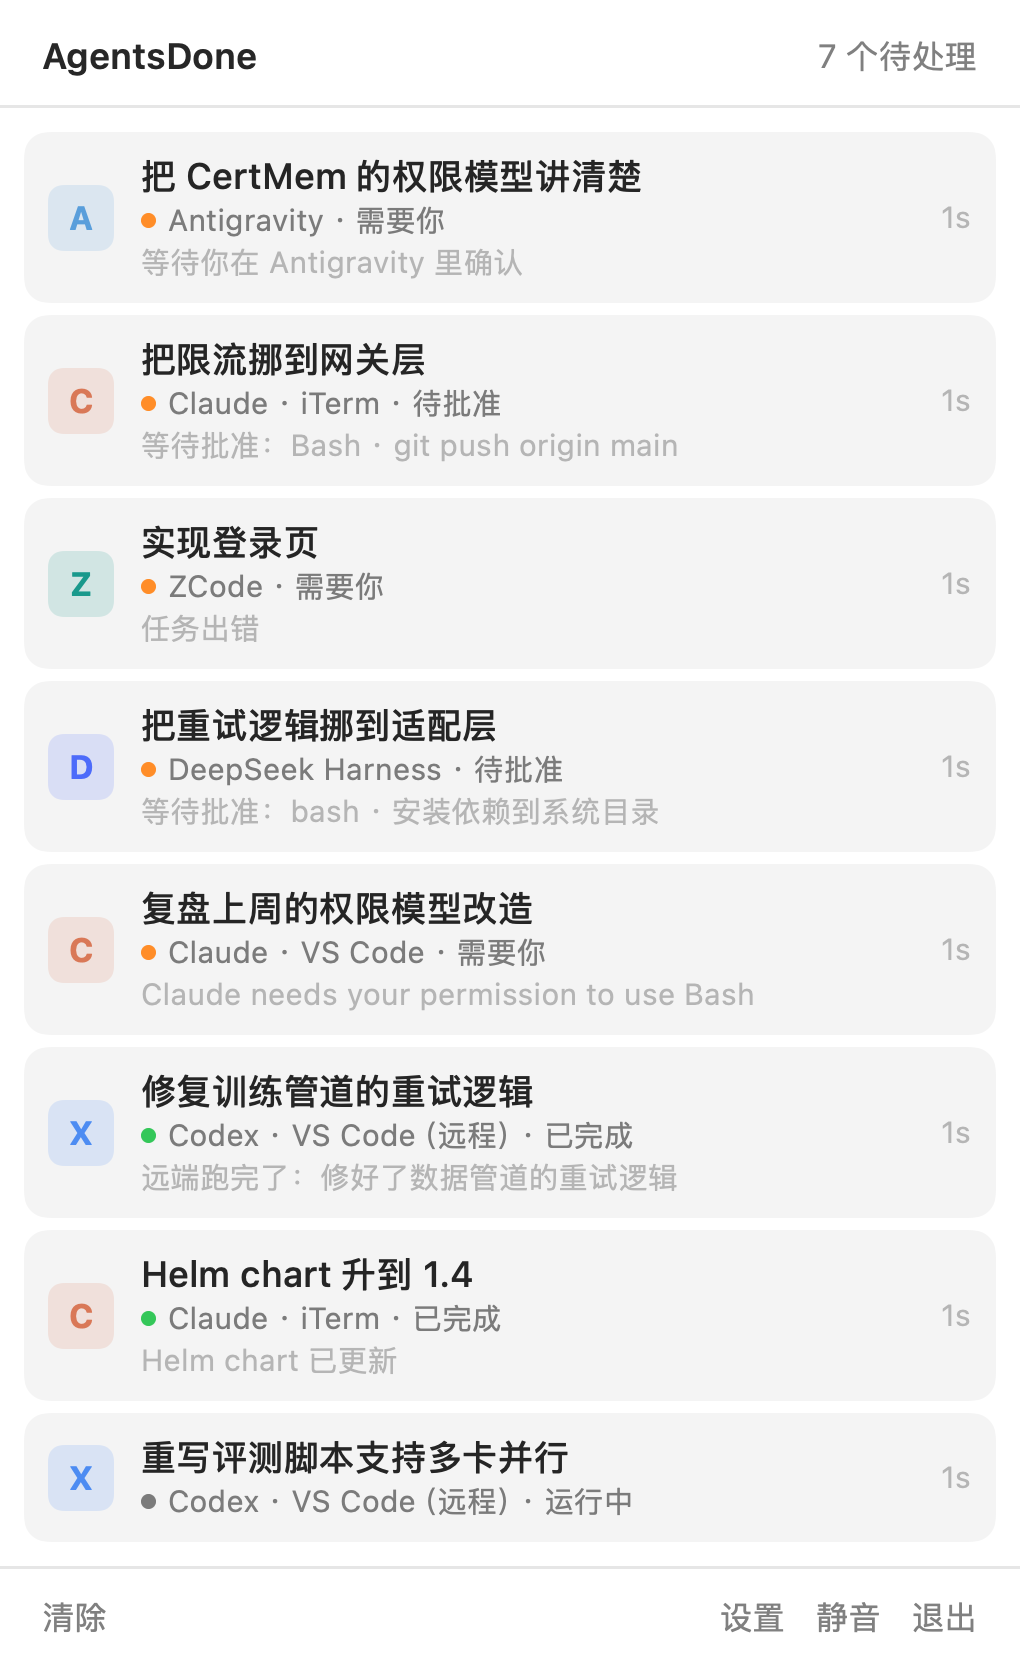 AgentsDone
7 个待处理
把 CertMem 的权限模型讲清楚
A
Antigravity · 需要你
1s
等待你在 Antigravity 里确认
把限流挪到网关层
C
Claude · iTerm · 待批准
1s
等待批准：Bash · git push origin main
实现登录页
Z
ZCode · 需要你
1s
任务出错
把重试逻辑挪到适配层
D
DeepSeek Harness · 待批准
1s
等待批准：bash · 安装依赖到系统目录
复盘上周的权限模型改造
C
Claude · VS Code · 需要你
1s
Claude needs your permission to use Bash
修复训练管道的重试逻辑
X
Codex · VS Code（远程）· 已完成
1s
远端跑完了：修好了数据管道的重试逻辑
Helm chart 升到 1.4
C
Claude · iTerm · 已完成
1s
Helm chart 已更新
重写评测脚本支持多卡并行
X
Codex · VS Code（远程）· 运行中
1s
清除
设置 静音 退出